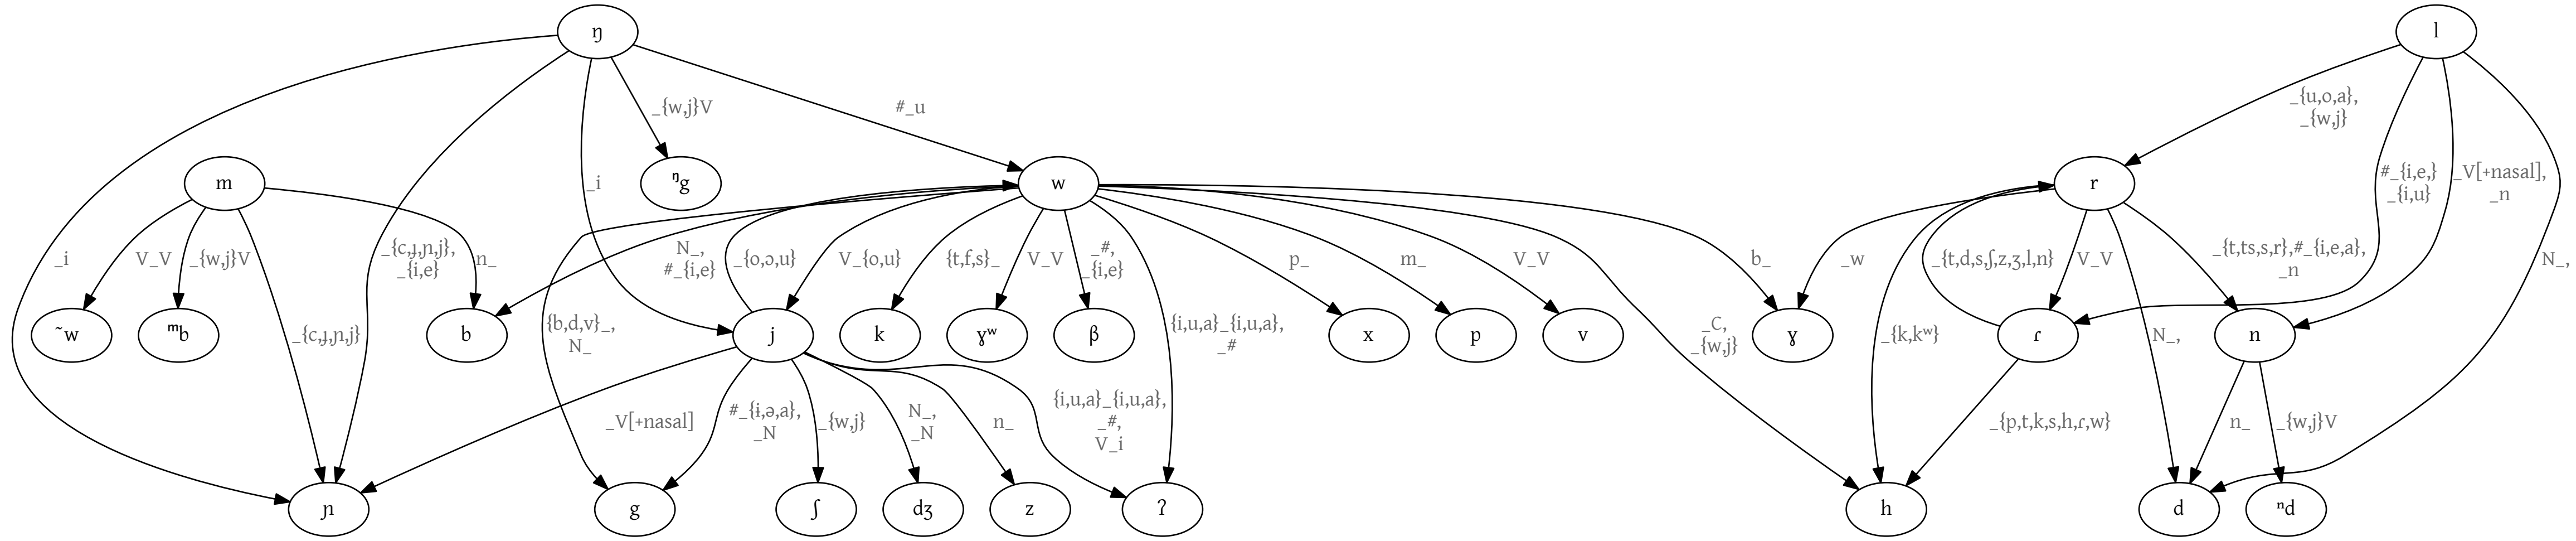 ŋ
l
#_u
_{w,j}V
_{u,o,a},
_{w,j}
m
ᵑg
w
r
_i
#_{i,e,}
_{i,u}
_V[+nasal],
_n
_i
V_V
_{w,j}V
_{c,ɟ,ɲ,j},
_{i,e}
n_
N_,
#_{i,e}
_{o,ɔ,u}
V_{o,u}
{t,f,s}_
V_V
_#,
_{i,e}
p_
m_
V_V
b_
_w
_{t,d,s,ʃ,z,ʒ,l,n}
V_V
_{t,ts,s,r},#_{i,e,a},
_n
N_,
˜w
ᵐb
_{c,ɟ,ɲ,j}
b
{b,d,v}_,
N_
j
k
ɣʷ
β
{i,u,a}_{i,u,a},
_#
x
p
v
_C,
_{w,j}
ɣ
_{k,kʷ}
ɾ
N_,
n
_V[+nasal]
#_{ɨ,ə,a},
_N
_{w,j}
N_,
_N
n_
{i,u,a}_{i,u,a},
_#,
V_i
_{p,t,k,s,h,ɾ,w}
n_
_{w,j}V
ɲ
g
ʃ
dʒ
z
ʔ
h
d
ⁿd